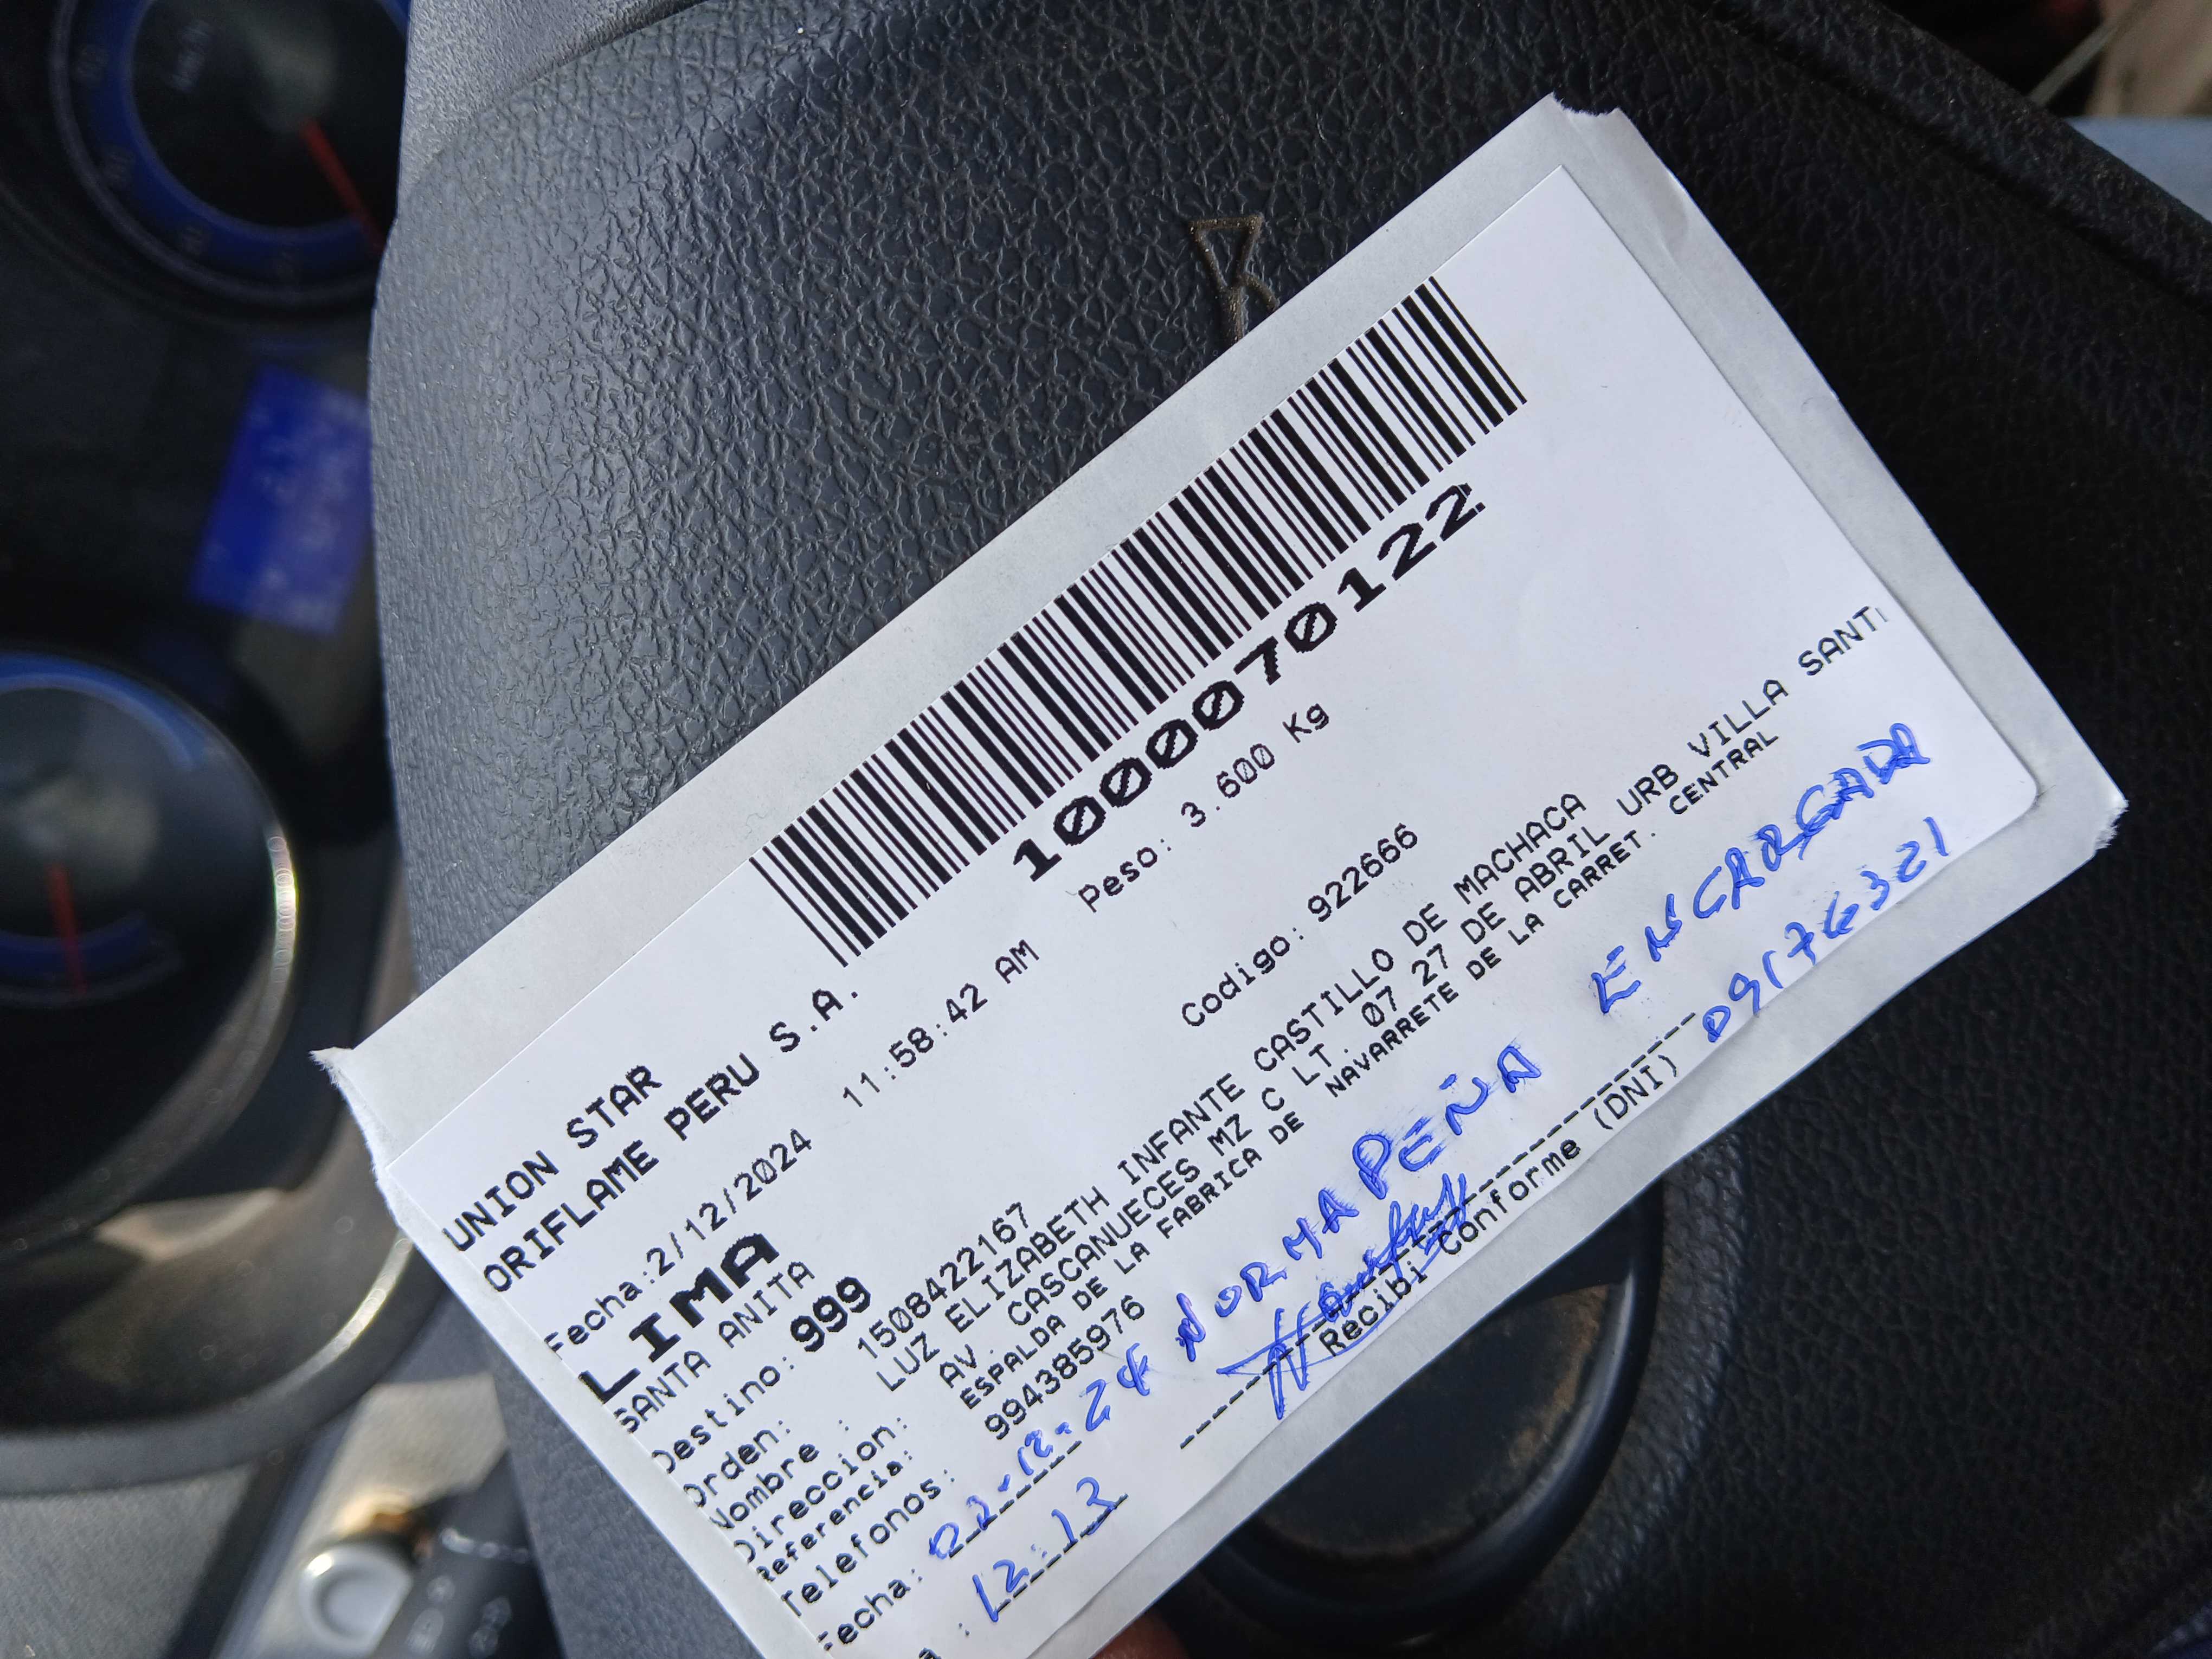 1000070122
UNION STAR
ORIFLAME PERU S.A.
Peso: 3.600 Kg
Fecha:2/12/2024 11:58:42 AM
LIMA
SANTA ANITA
Destino: 999
Codigo: 922666
Orden: 1508422167
Nombre : LUZ ELIZABETH INFANTE CASTILLO DE MACHACA
Direccion: AV. CASCANUECES MZ C LT. 07 27 DE ABRIL URB VILLA SANT
Referencia: ESPALDA DE LA FABRICA DE NAVARRETE DE LA CARRET. CENTRAL
Telefonos: 994385976
NORMA PEÑA ENCARGADA
Fecha: 02-12-24
09176321
Recibi Conforme (DNI)
12:13